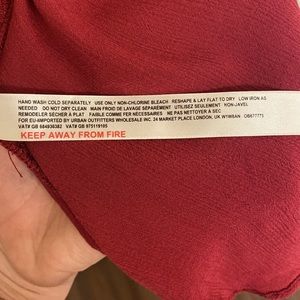 HAND WASH COLD SEPARATELY USE ONLY NON-CHLORINE BLEACH RESHAPE & LAY FLAT TO DRY LOW IRON AS
NEEDED DO NOT DRY CLEAN MAIN FROID DE LAVAGE SÉPARÉMENT UTILISEZ SEULEMENT NON-JAVEL
REMODELER SÉCHER À PLAT FAIBLE COMME FER NÉCESSAIRES NE PAS NETTOYER A SEC
FOR EU-IMPORTED BY URBAN OUTFITTERS WHOLESALE INC. 24 MARKET PLACE LONDON, UK W1W8AN
VAT# GB VAT# GB
KEEP AWAY FROM FIRE